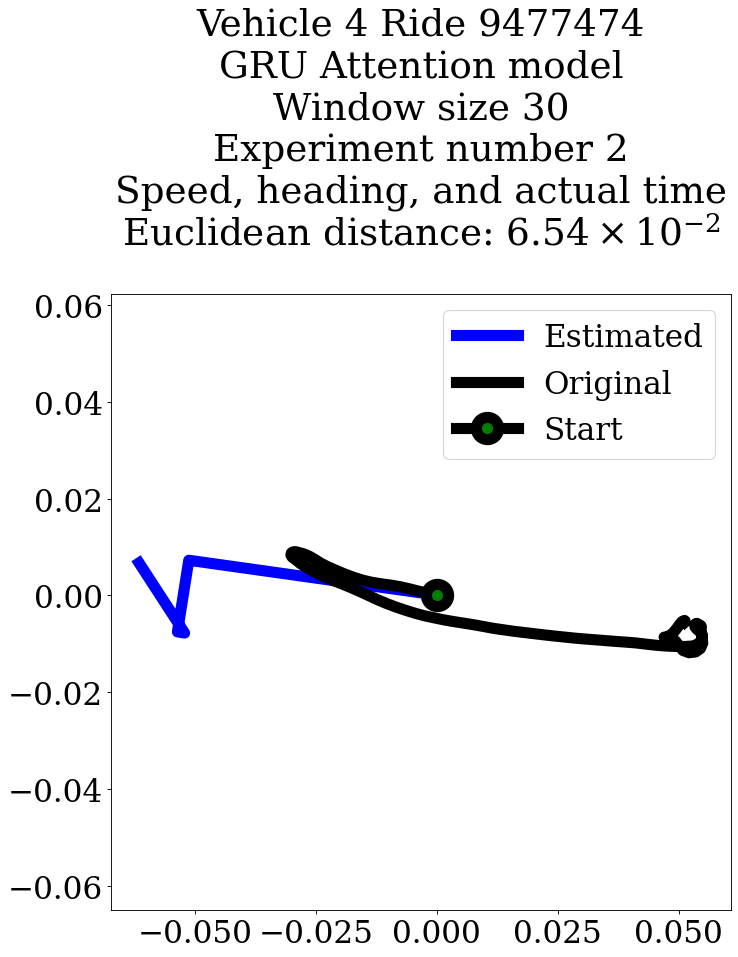 Vehicle 4 Ride 9477474
GRU Attention model
Window size 30
Experiment number 2
Speed, heading, and actual time
Euclidean distance: 6.54 × 10⁻²
Estimated
Original
Start
0.06
0.04
0.02
0.00
−0.02
−0.04
−0.06
−0.050 −0.025 0.000 0.025 0.050